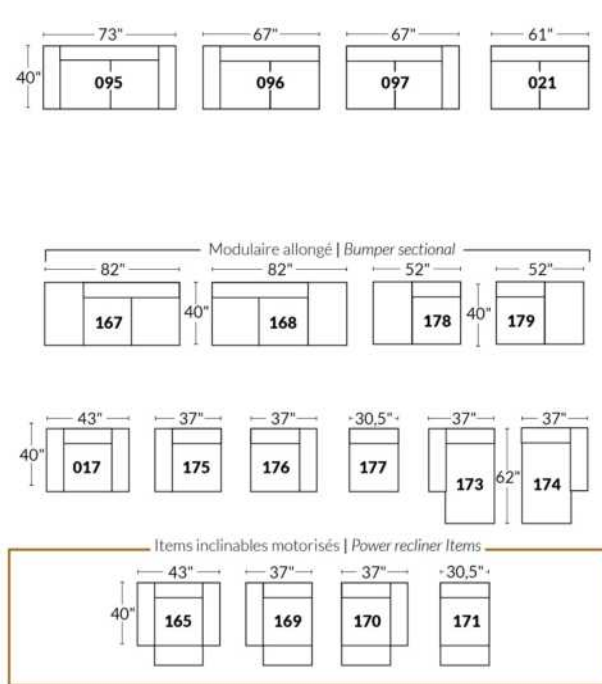 73" 67" 67" 61"
40" 095 096 097 021
Modulaire allongé | Bumper sectional
82" 82" 52" 52"
167 40" 168 178 40" 179
43" 37" 37" 30,5" 37" 37"
40" 017 175 176 177 173 62" 174
Items inclinables motorisés | Power recliner Items
43" 37" 37" 30,5"
40" 165 169 170 171